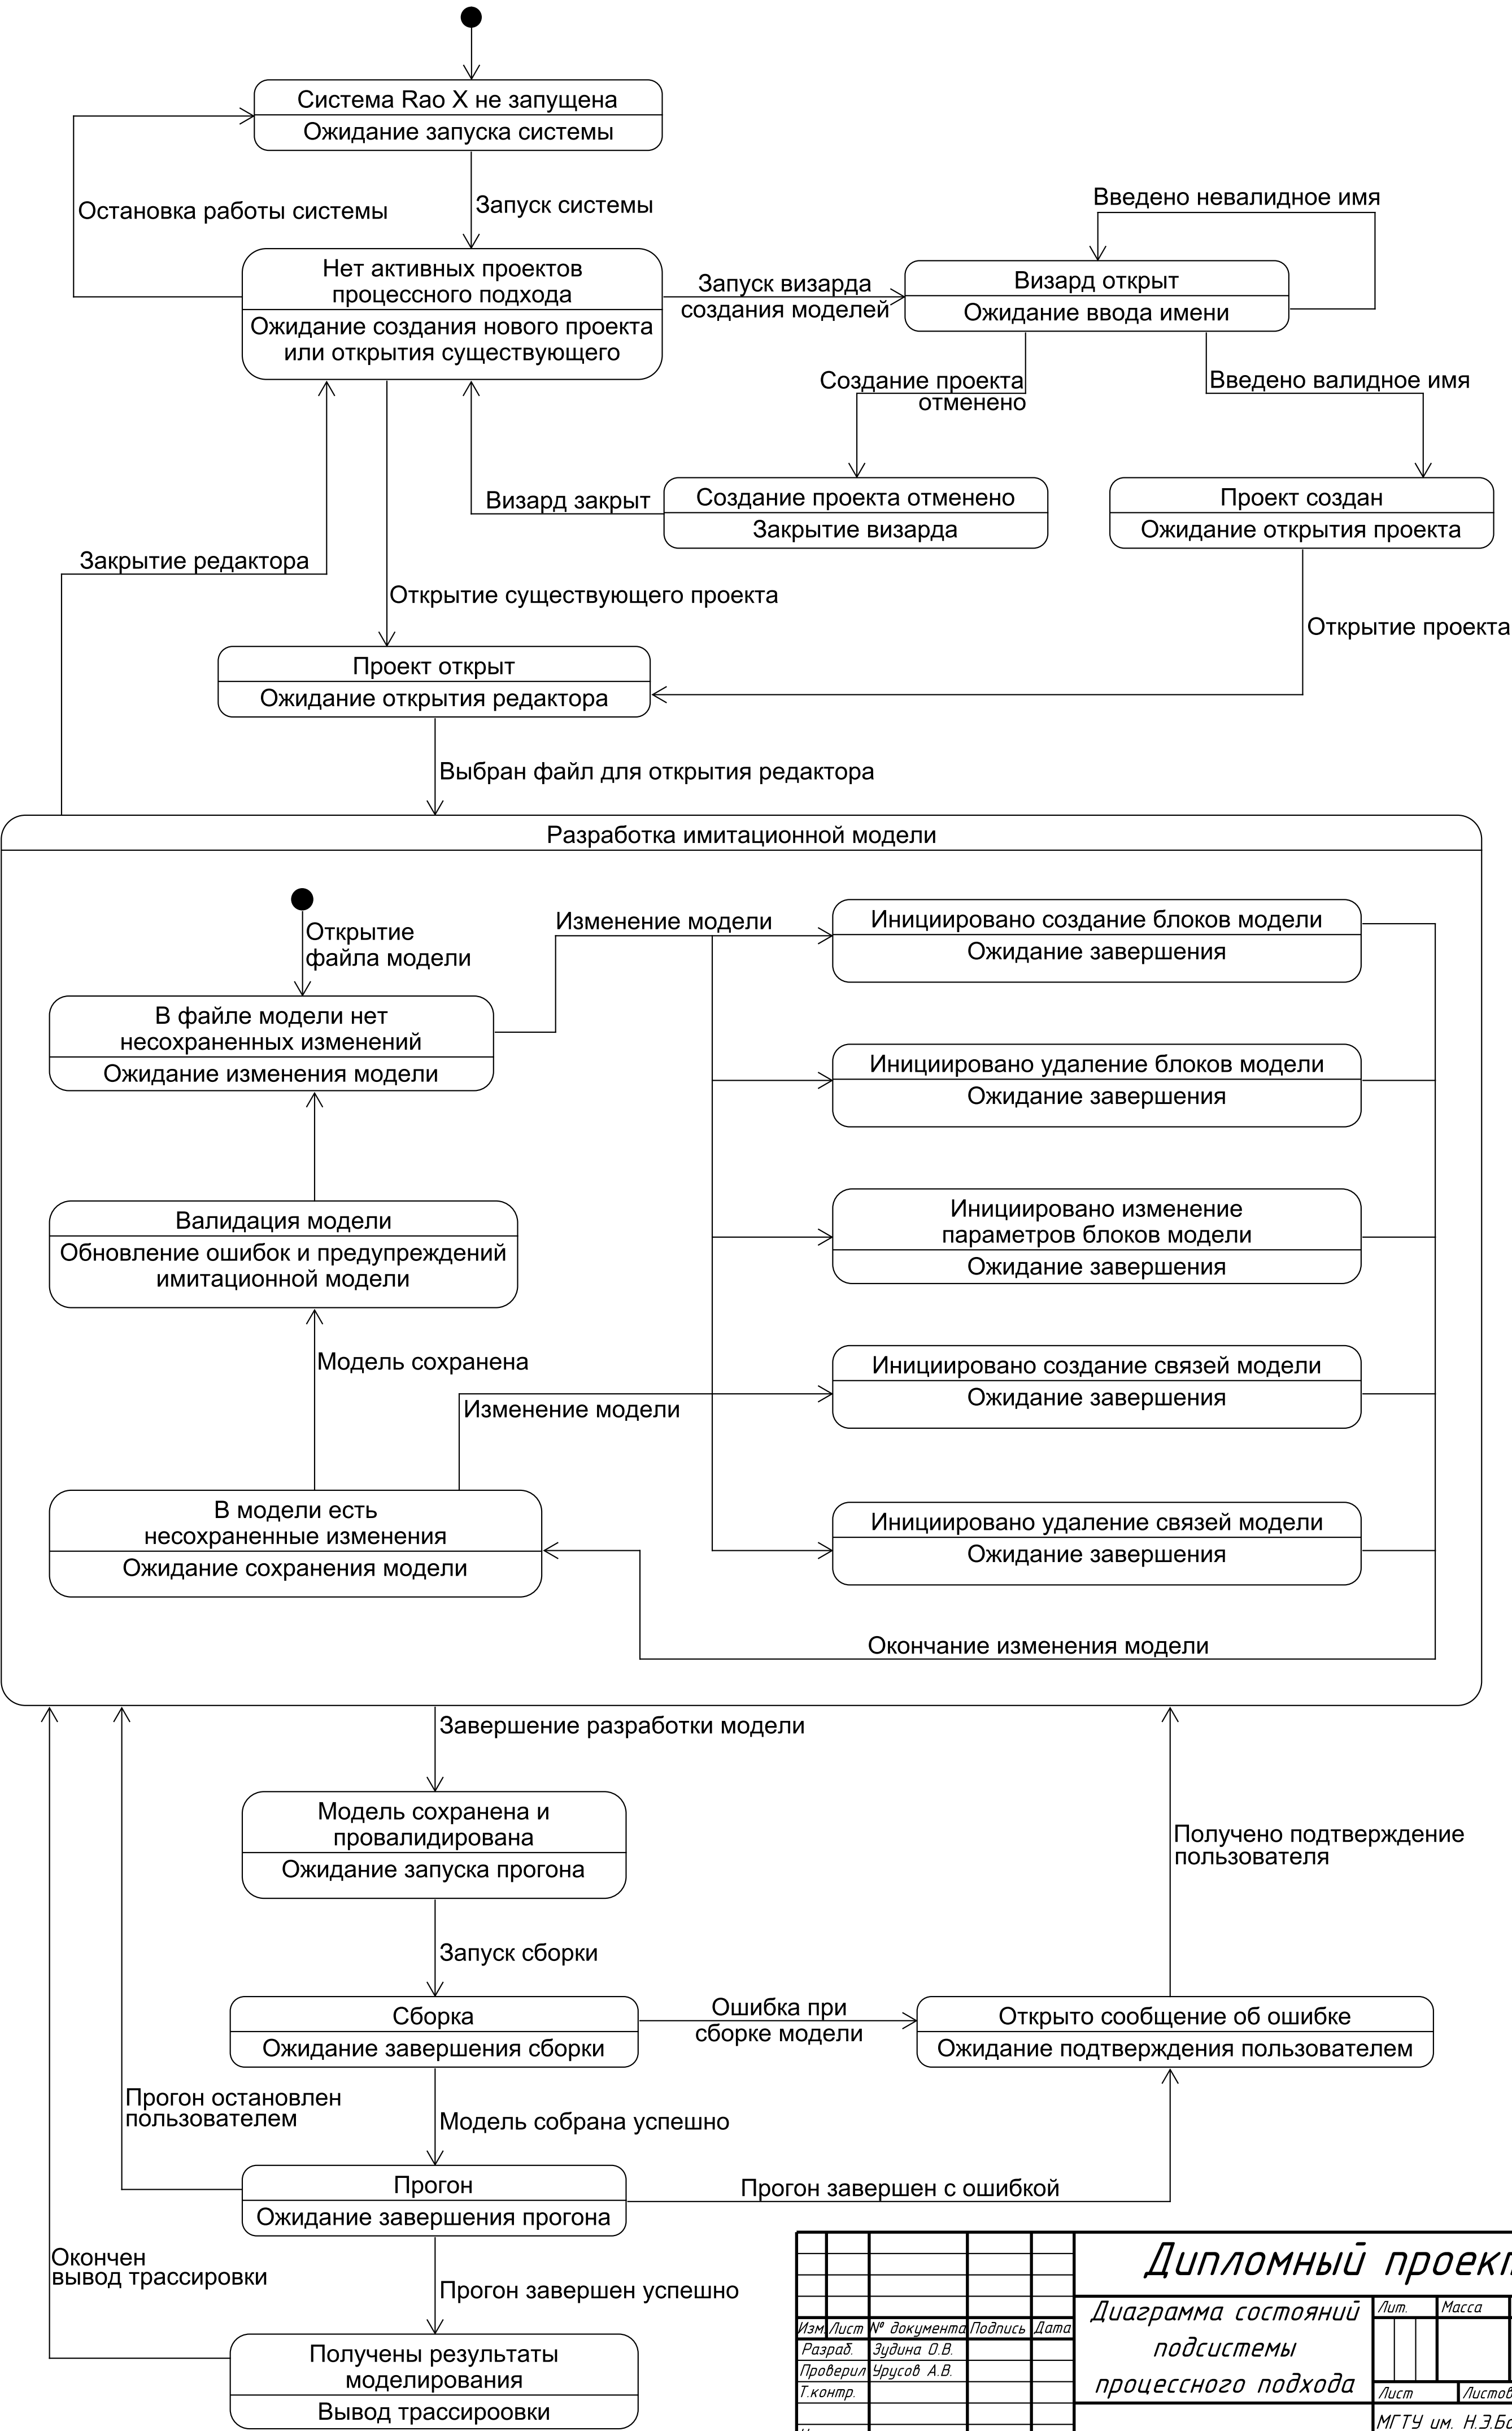 Система Rao X не запущена
Ожидание запуска системы
Остановка работы системы
Запуск системы
Введено невалидное имя
Нет активных проектов
процессного подхода
Ожидание создания нового проекта
или открытия существующего
Запуск визарда
создания моделей
Визард открыт
Ожидание ввода имени
Создание проекта
отменено
Введено валидное имя
Визард закрыт
Создание проекта отменено
Закрытие визарда
Проект создан
Ожидание открытия проекта
Закрытие редактора
Открытие существующего проекта
Открытие проекта
Проект открыт
Ожидание открытия редактора
Выбран файл для открытия редактора
Разработка имитационной модели
Открытие
файла модели
Изменение модели
Инициировано создание блоков модели
Ожидание завершения
В файле модели нет
несохраненных изменений
Ожидание изменения модели
Инициировано удаление блоков модели
Ожидание завершения
Валидация модели
Обновление ошибок и предупреждений
имитационной модели
Инициировано изменение
параметров блоков модели
Ожидание завершения
Модель сохранена
Инициировано создание связей модели
Ожидание завершения
Изменение модели
В модели есть
несохраненные изменения
Ожидание сохранения модели
Инициировано удаление связей модели
Ожидание завершения
Окончание изменения модели
Завершение разработки модели
Модель сохранена и
провалидирована
Ожидание запуска прогона
Получено подтверждение
пользователя
Запуск сборки
Сборка
Ожидание завершения сборки
Ошибка при
сборке модели
Открыто сообщение об ошибке
Ожидание подтверждения пользователем
Прогон остановлен
пользователем
Модель собрана успешно
Прогон
Ожидание завершения прогона
Прогон завершен с ошибкой
Окончен
вывод трассировки
Прогон завершен успешно
Получены результаты
моделирования
Вывод трассироовки
Дипломный проект
Диаграмма состояний
подсистемы
процессного подхода
Лит. Масса
Изм. Лист № документа Подпись Дата
Разраб. Зудина О.В.
Проверил Урусов А.В.
Т.контр.
Лист Листов
МГТУ им. Н.Э.Ба